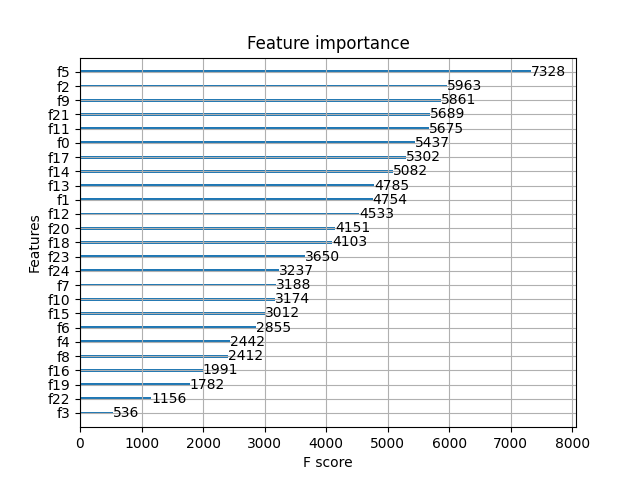 Feature importance
f5 7328
f2 5963
f9 5861
f21 5689
f11 5675
f0 5437
f17 5302
f14 5082
f13 4785
f1 4754
f12 4533
f20 4151
f18 4103
f23 3650
f24 3237
f7 3188
f10 3174
f15 3012
f6 2855
f4 2442
f8 2412
f16 1991
f19 1782
f22 1156
f3 536
Features
0 1000 2000 3000 4000 5000 6000 7000 8000
F score